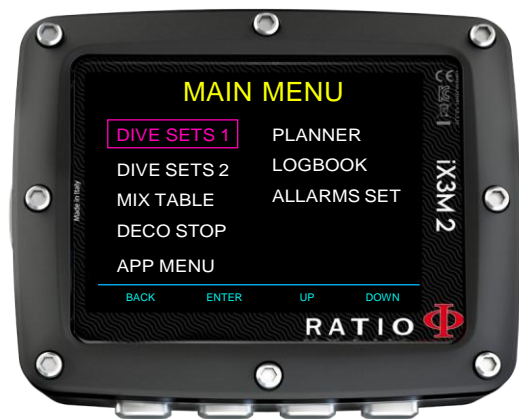 MAIN MENU
DIVE SETS 1
DIVE SETS 2
MIX TABLE
DECO STOP
APP MENU
PLANNER
LOGBOOK
ALLARMS SET
BACK ENTER UP DOWN
RATIO
iX3M 2
Made in Italy
CE